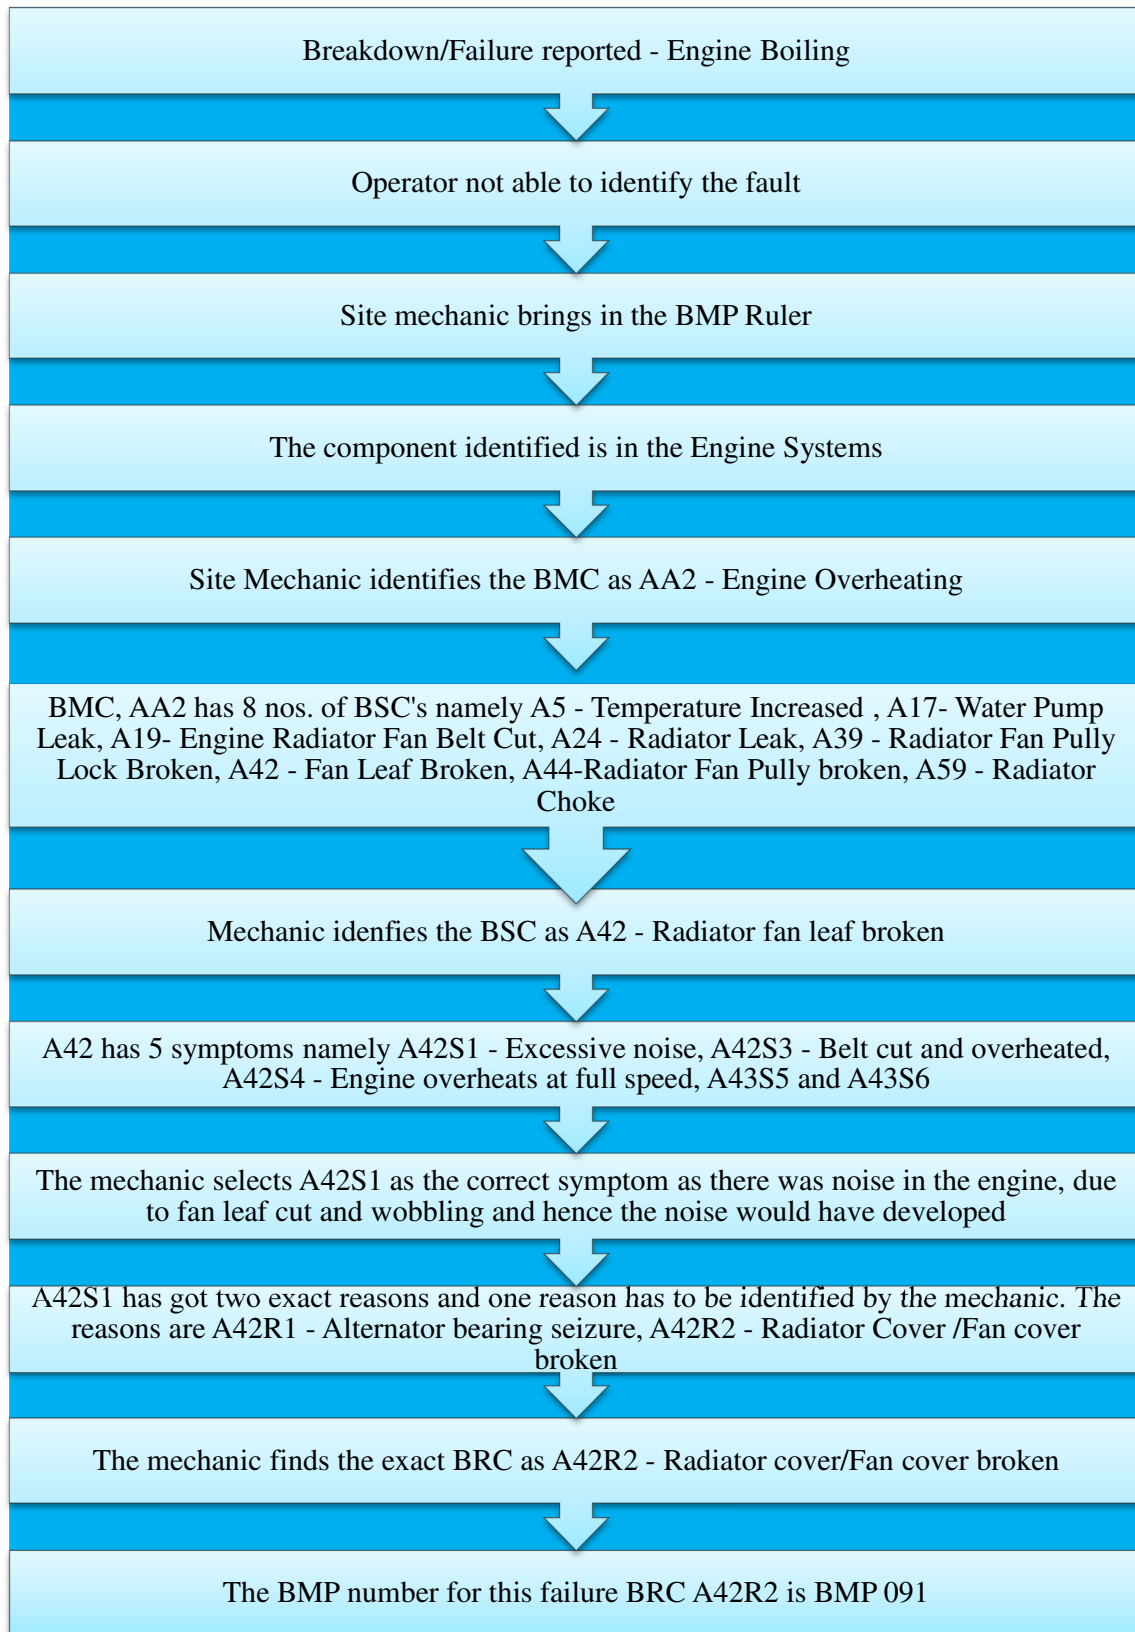 Breakdown/Failure reported - Engine Boiling
Operator not able to identify the fault
Site mechanic brings in the BMP Ruler
The component identified is in the Engine Systems
Site Mechanic identifies the BMC as AA2 - Engine Overheating
BMC, AA2 has 8 nos. of BSC's namely A5 - Temperature Increased , A17- Water Pump
Leak, A19- Engine Radiator Fan Belt Cut, A24 - Radiator Leak, A39 - Radiator Fan Pully
Lock Broken, A42 - Fan Leaf Broken, A44-Radiator Fan Pully broken, A59 - Radiator
Choke
Mechanic idenfies the BSC as A42 - Radiator fan leaf broken
A42 has 5 symptoms namely A42S1 - Excessive noise, A42S3 - Belt cut and overheated,
A42S4 - Engine overheats at full speed, A43S5 and A43S6
The mechanic selects A42S1 as the correct symptom as there was noise in the engine, due
to fan leaf cut and wobbling and hence the noise would have developed
A42S1 has got two exact reasons and one reason has to be identified by the mechanic. The
reasons are A42R1 - Alternator bearing seizure, A42R2 - Radiator Cover /Fan cover
broken
The mechanic finds the exact BRC as A42R2 - Radiator cover/Fan cover broken
The BMP number for this failure BRC A42R2 is BMP 091